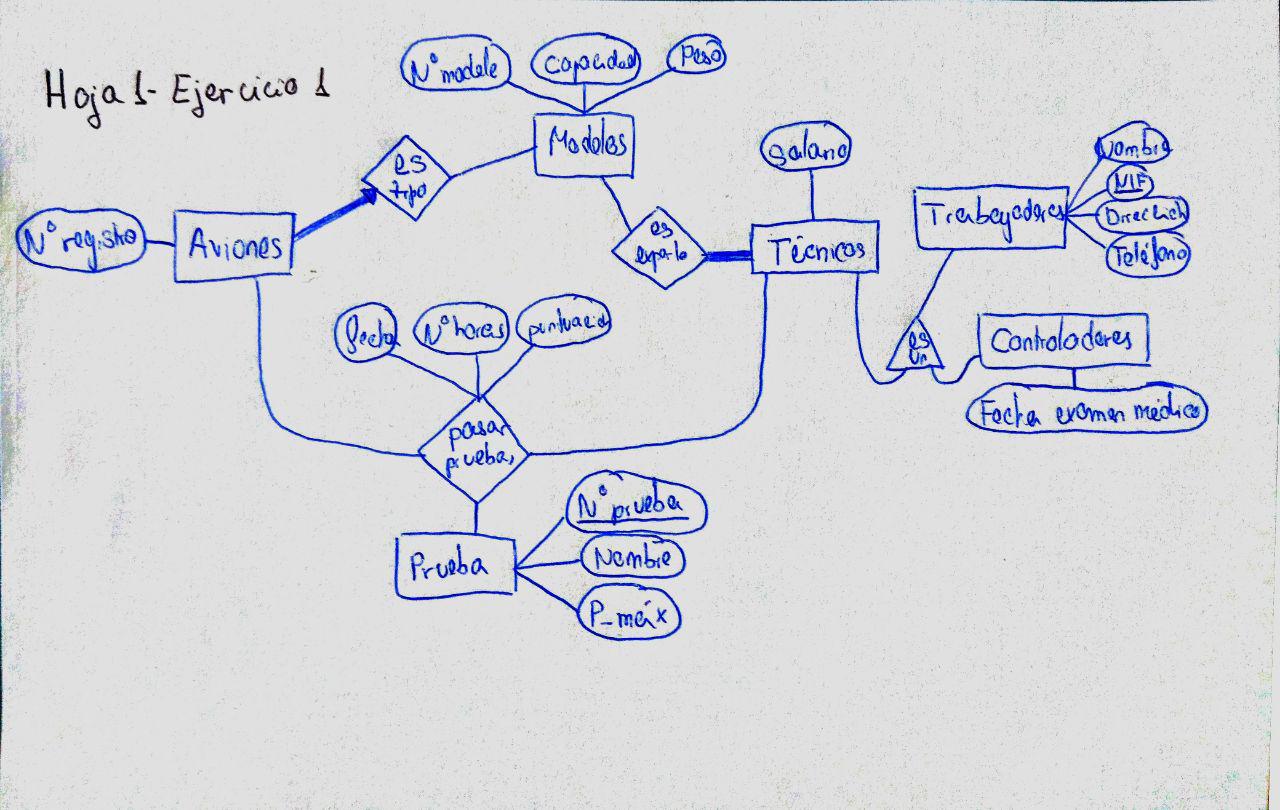 Hoja 1- Ejercicio 1
Nº modelo
Capacidad
Peso
Modelos
es
tipo
Salario
Nombre
NIF
Dirección
Teléfono
Trabajadores
Nº registro
Aviones
es
experto
Técnicos
es
un
Controladores
Fecha examen médico
fecha
Nº horas
puntuació
pasar
prueba,
Nº prueba
Prueba
Nombre
P_máx